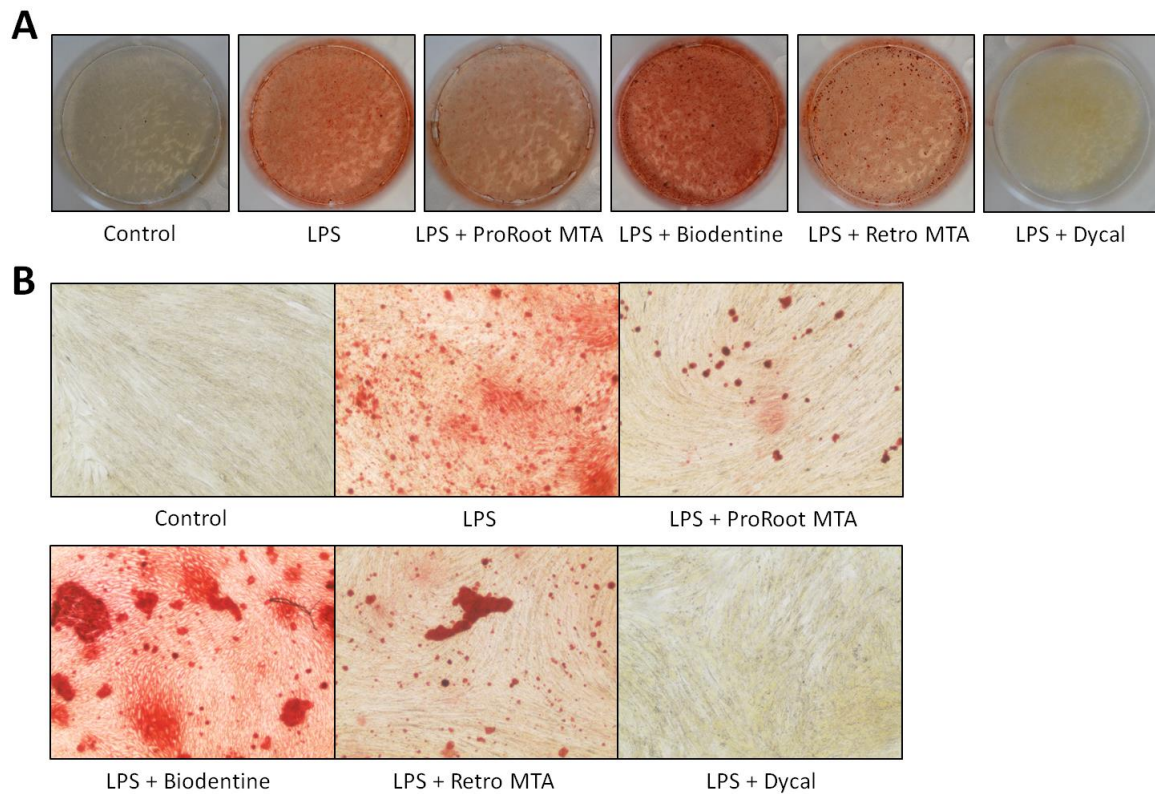 A
Control
LPS
LPS + ProRoot MTA
LPS + Biodentine
LPS + Retro MTA
LPS + Dycal
B
Control
LPS
LPS + ProRoot MTA
LPS + Biodentine
LPS + Retro MTA
LPS + Dycal